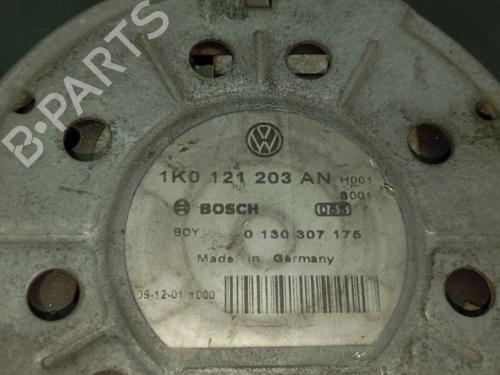 B-PARTS
1K0 121 203 AN H001
S001
BOSCH 055
BOY 0 130 307 175
Made in Germany
09-12-01 1000